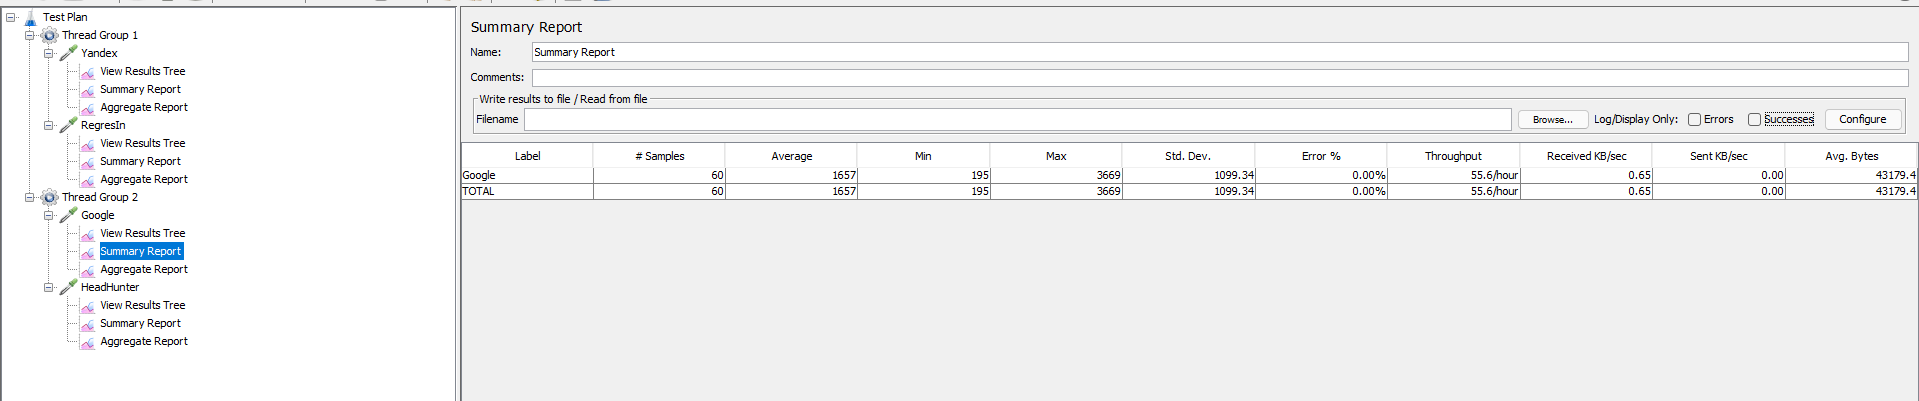 Test Plan
Thread Group 1
Yandex
View Results Tree
Summary Report
Aggregate Report
RegresIn
View Results Tree
Summary Report
Aggregate Report
Thread Group 2
Google
View Results Tree
Summary Report
Aggregate Report
HeadHunter
View Results Tree
Summary Report
Aggregate Report
Summary Report
Name: Summary Report
Comments:
Write results to file / Read from file
Filename Browse... Log/Display Only: Errors Successes Configure
Label # Samples Average Min Max Std. Dev. Error % Throughput Received KB/sec Sent KB/sec Avg. Bytes
Google 60 1657 195 3669 1099.34 0.00% 55.6/hour 0.65 0.00 43179.4
TOTAL 60 1657 195 3669 1099.34 0.00% 55.6/hour 0.65 0.00 43179.4